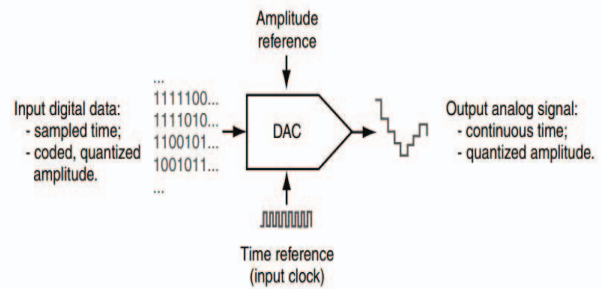 Amplitude
reference
Input digital data:
- sampled time;
- coded, quantized
amplitude.
...
1111100...
1111010...
1100101...
1001011...
...
DAC
Output analog signal:
- continuous time;
- quantized amplitude.
Time reference
(input clock)